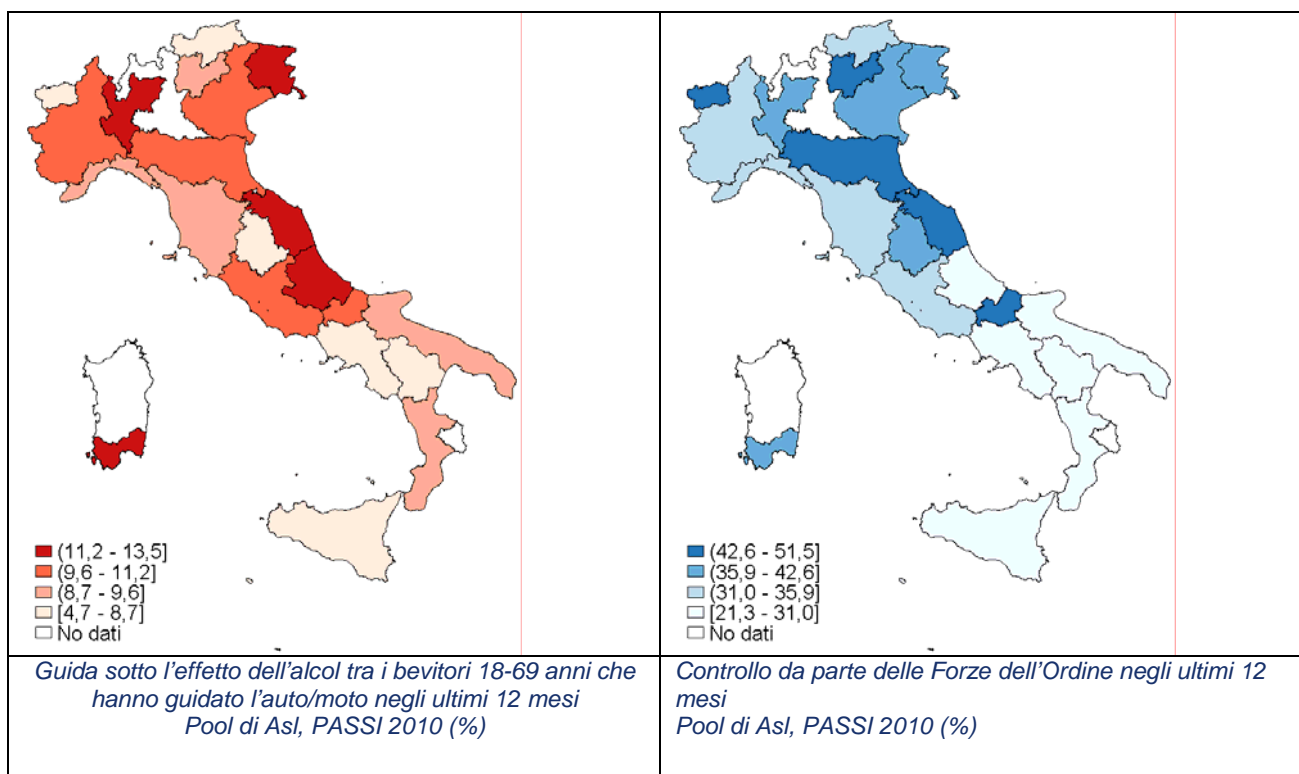 (11,2 - 13,5]
(9,6 - 11,2]
(8,7 - 9,6]
[4,7 - 8,7]
No dati
(42,6 - 51,5]
(35,9 - 42,6]
(31,0 - 35,9]
[21,3 - 31,0]
No dati
Guida sotto l'effetto dell'alcol tra i bevitori 18-69 anni che
hanno guidato l'auto/moto negli ultimi 12 mesi
Pool di Asl, PASSI 2010 (%)
Controllo da parte delle Forze dell'Ordine negli ultimi 12
mesi
Pool di Asl, PASSI 2010 (%)